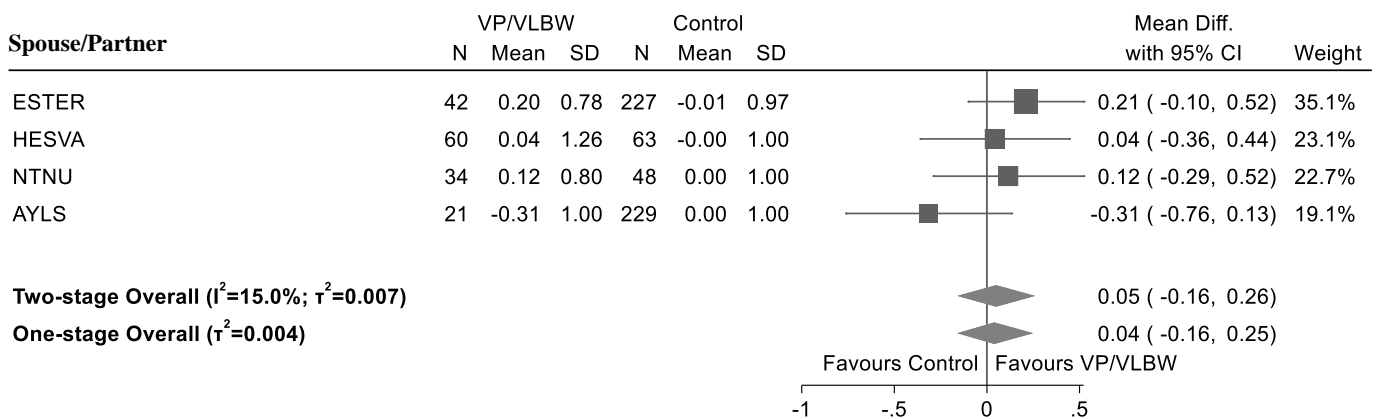 VP/VLBW Control Mean Diff.
Spouse/Partner N Mean SD N Mean SD with 95% CI Weight
ESTER 42 0.20 0.78 227 -0.01 0.97 0.21 ( -0.10, 0.52) 35.1%
HESVA 60 0.04 1.26 63 -0.00 1.00 0.04 ( -0.36, 0.44) 23.1%
NTNU 34 0.12 0.80 48 0.00 1.00 0.12 ( -0.29, 0.52) 22.7%
AYLS 21 -0.31 1.00 229 0.00 1.00 -0.31 ( -0.76, 0.13) 19.1%
Two-stage Overall (I²=15.0%; τ²=0.007) 0.05 ( -0.16, 0.26)
One-stage Overall (τ²=0.004) 0.04 ( -0.16, 0.25)
Favours Control Favours VP/VLBW
-1 -.5 0 .5